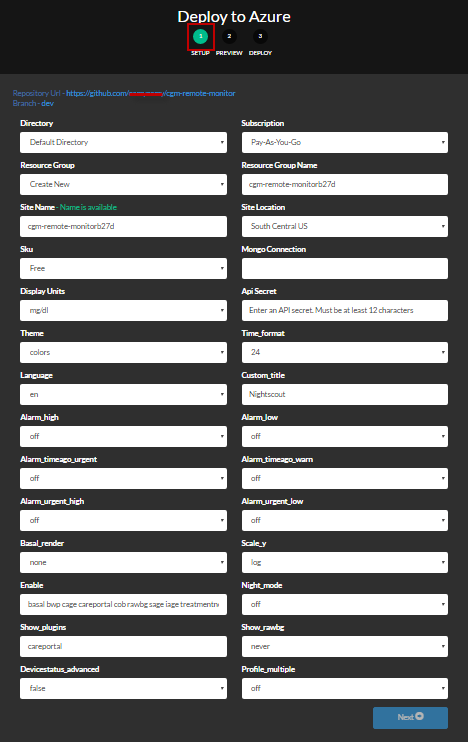 Deploy to Azure
1 2 3
SETUP PREVIEW DEPLOY
Repository Url - https://github.com/ /cgm-remote-monitor
Branch - dev
Directory Subscription
Default Directory Pay-As-You-Go
Resource Group Resource Group Name
Create New cgm-remote-monitorb27d
Site Name - Name is available Site Location
cgm-remote-monitorb27d South Central US
Sku Mongo Connection
Free
Display Units Api Secret
mg/dl Enter an API secret. Must be at least 12 characters
Theme Time_format
colors 24
Language Custom_title
en Nightscout
Alarm_high Alarm_low
off off
Alarm_timeago_urgent Alarm_timeago_warn
off off
Alarm_urgent_high Alarm_urgent_low
off off
Basal_render Scale_y
none log
Enable Night_mode
basal bwp cage careportal cob rawbg sage iage treatmentn off
Show_plugins Show_rawbg
careportal never
Devicestatus_advanced Profile_multiple
false off
Next